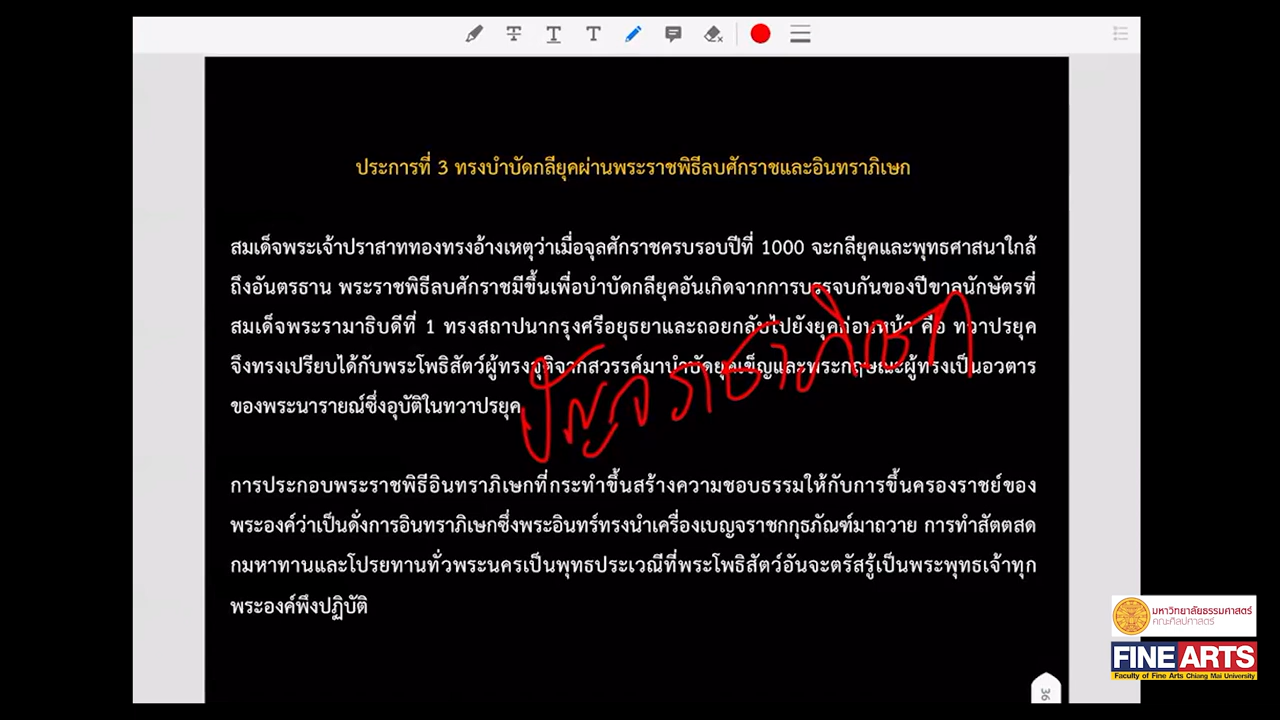 ประการที่ 3 ทรงบำบัดกลียุคผ่านพระราชพิธีลบศักราชและอินทราภิเษก
สมเด็จพระเจ้าปราสาททองทรงอ้างเหตุว่าเมื่อจุลศักราชครบรอบปีที่ 1000 จะกลียุคและพุทธศาสนาใกล้
ถึงอันตรธาน พระราชพิธีลบศักราชมีขึ้นเพื่อบำบัดกลียุคอันเกิดจากการบรรจบกันของปีขาลนักษัตรที่
สมเด็จพระรามาธิบดีที่ 1 ทรงสถาปนากรุงศรีอยุธยาและถอยกลับไปยังยุคก่อนหน้า คือ ทวาปรยุค
จึงทรงเปรียบได้กับพระโพธิสัตว์ผู้ทรงจุติจากสวรรค์มาบำบัดยุคเข็ญและพระกฤษณะผู้ทรงเป็นอวตาร
ของพระนารายณ์ซึ่งอุบัติในทวาปรยุค
ปัญจราชาภิเษก
การประกอบพระราชพิธีอินทราภิเษกที่กระทำขึ้นสร้างความชอบธรรมให้กับการขึ้นครองราชย์ของ
พระองค์ว่าเป็นดั่งการอินทราภิเษกซึ่งพระอินทร์ทรงนำเครื่องเบญจราชกกุธภัณฑ์มาถวาย การทำสัตตสด
กมหาทานและโปรยทานทั่วพระนครเป็นพุทธประเวณีที่พระโพธิสัตว์อันจะตรัสรู้เป็นพระพุทธเจ้าทุก
พระองค์พึงปฏิบัติ
มหาวิทยาลัยธรรมศาสตร์
คณะศิลปศาสตร์
FINE ARTS
Faculty of Fine Arts Chiang Mai University
36